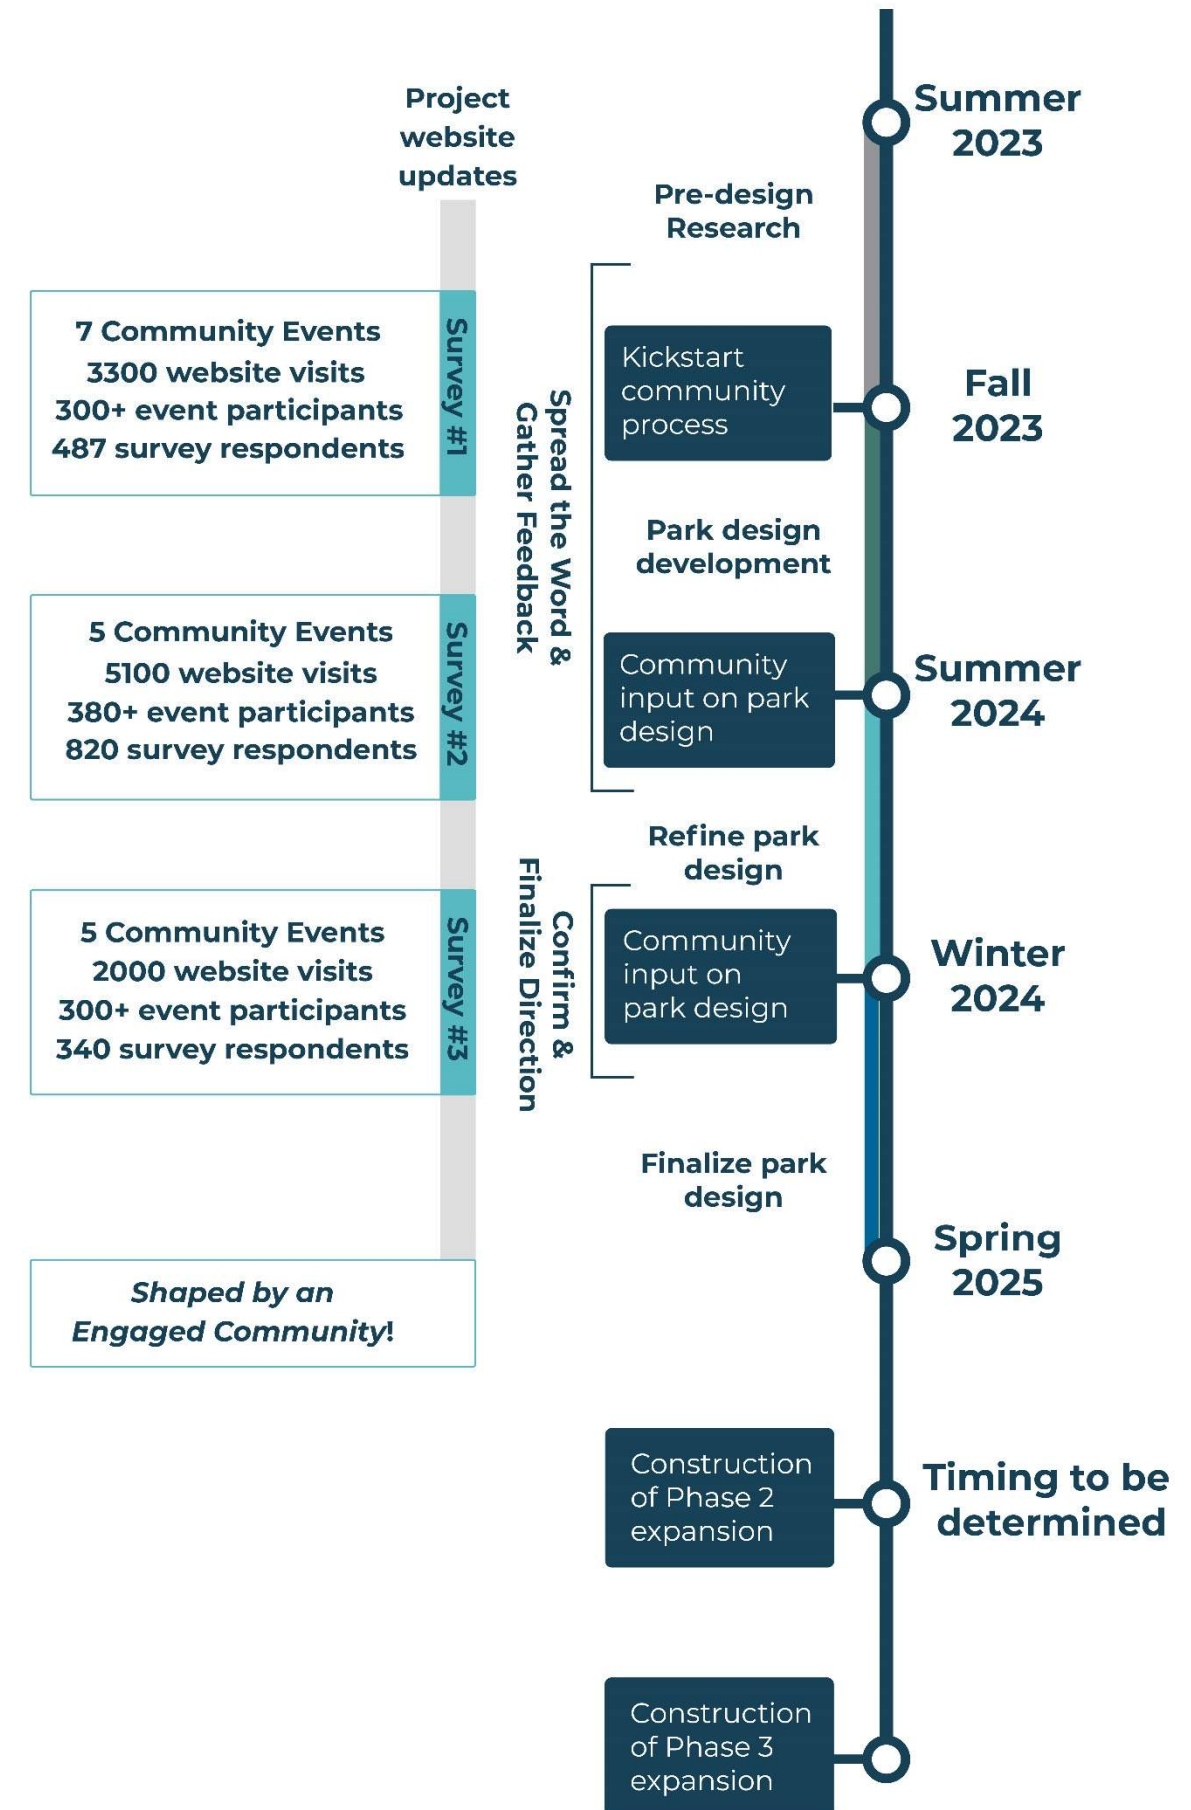 Project
website
updates
Summer
2023
Pre-design
Research
7 Community Events
3300 website visits
300+ event participants
487 survey respondents
Survey #1
Spread the Word &
Gather Feedback
Kickstart
community
process
Fall
2023
Park design
development
5 Community Events
5100 website visits
380+ event participants
820 survey respondents
Survey #2
Community
input on park
design
Summer
2024
Refine park
design
5 Community Events
2000 website visits
300+ event participants
340 survey respondents
Survey #3
Confirm &
Finalize Direction
Community
input on
park design
Winter
2024
Finalize park
design
Spring
2025
Shaped by an
Engaged Community!
Construction
of Phase 2
expansion
Timing to be
determined
Construction
of Phase 3
expansion